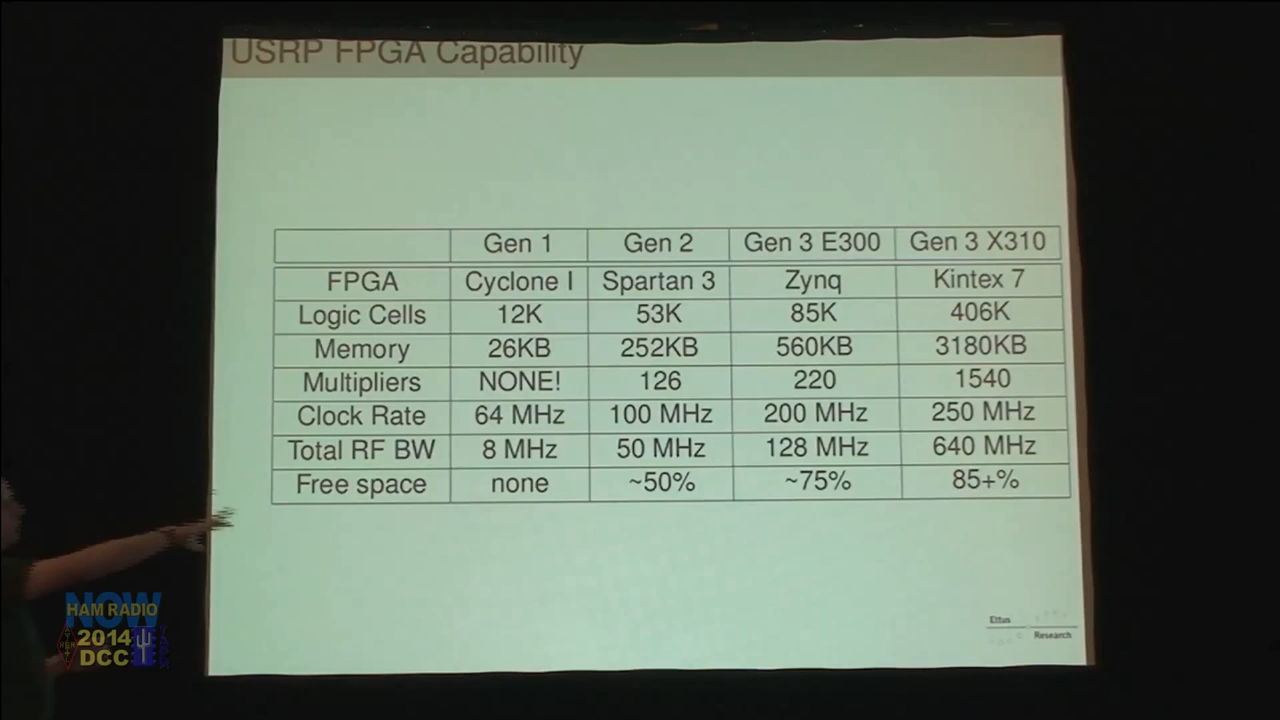 USRP FPGA Capability
Gen 1 Gen 2 Gen 3 E300 Gen 3 X310
FPGA Cyclone I Spartan 3 Zynq Kintex 7
Logic Cells 12K 53K 85K 406K
Memory 26KB 252KB 560KB 3180KB
Multipliers NONE! 126 220 1540
Clock Rate 64 MHz 100 MHz 200 MHz 250 MHz
Total RF BW 8 MHz 50 MHz 128 MHz 640 MHz
Free space none ~50% ~75% 85+%
Ettus
Research
NOW
HAM RADIO
2014
DCC